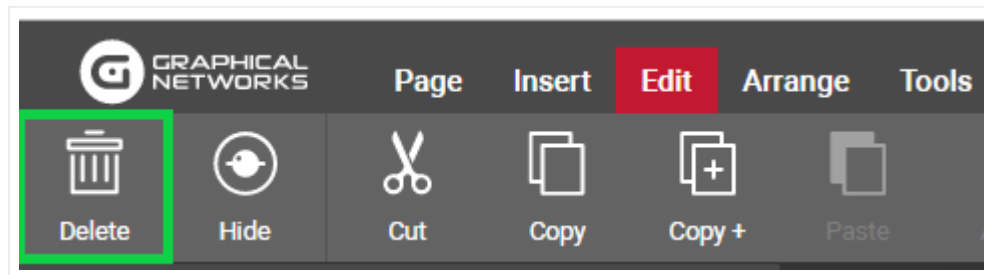 GRAPHICAL
NETWORKS
Page Insert Edit Arrange Tools
Delete Hide Cut Copy Copy + Paste